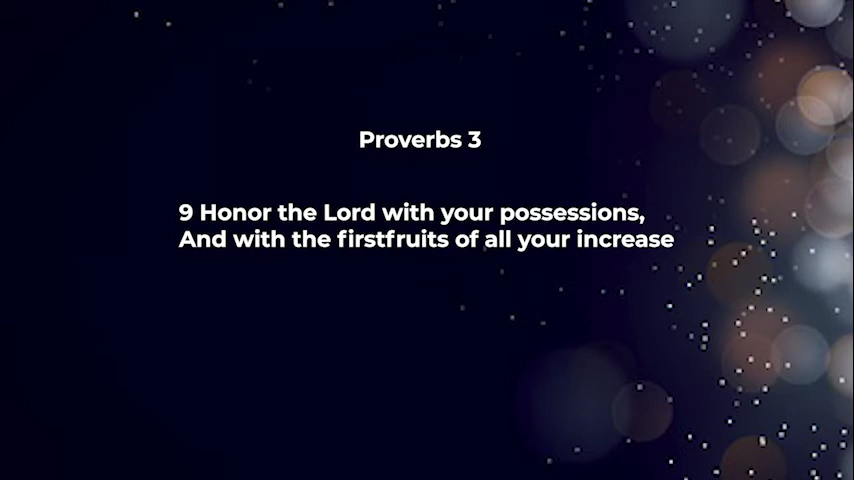 Proverbs 3
9 Honor the Lord with your possessions,
And with the firstfruits of all your increase